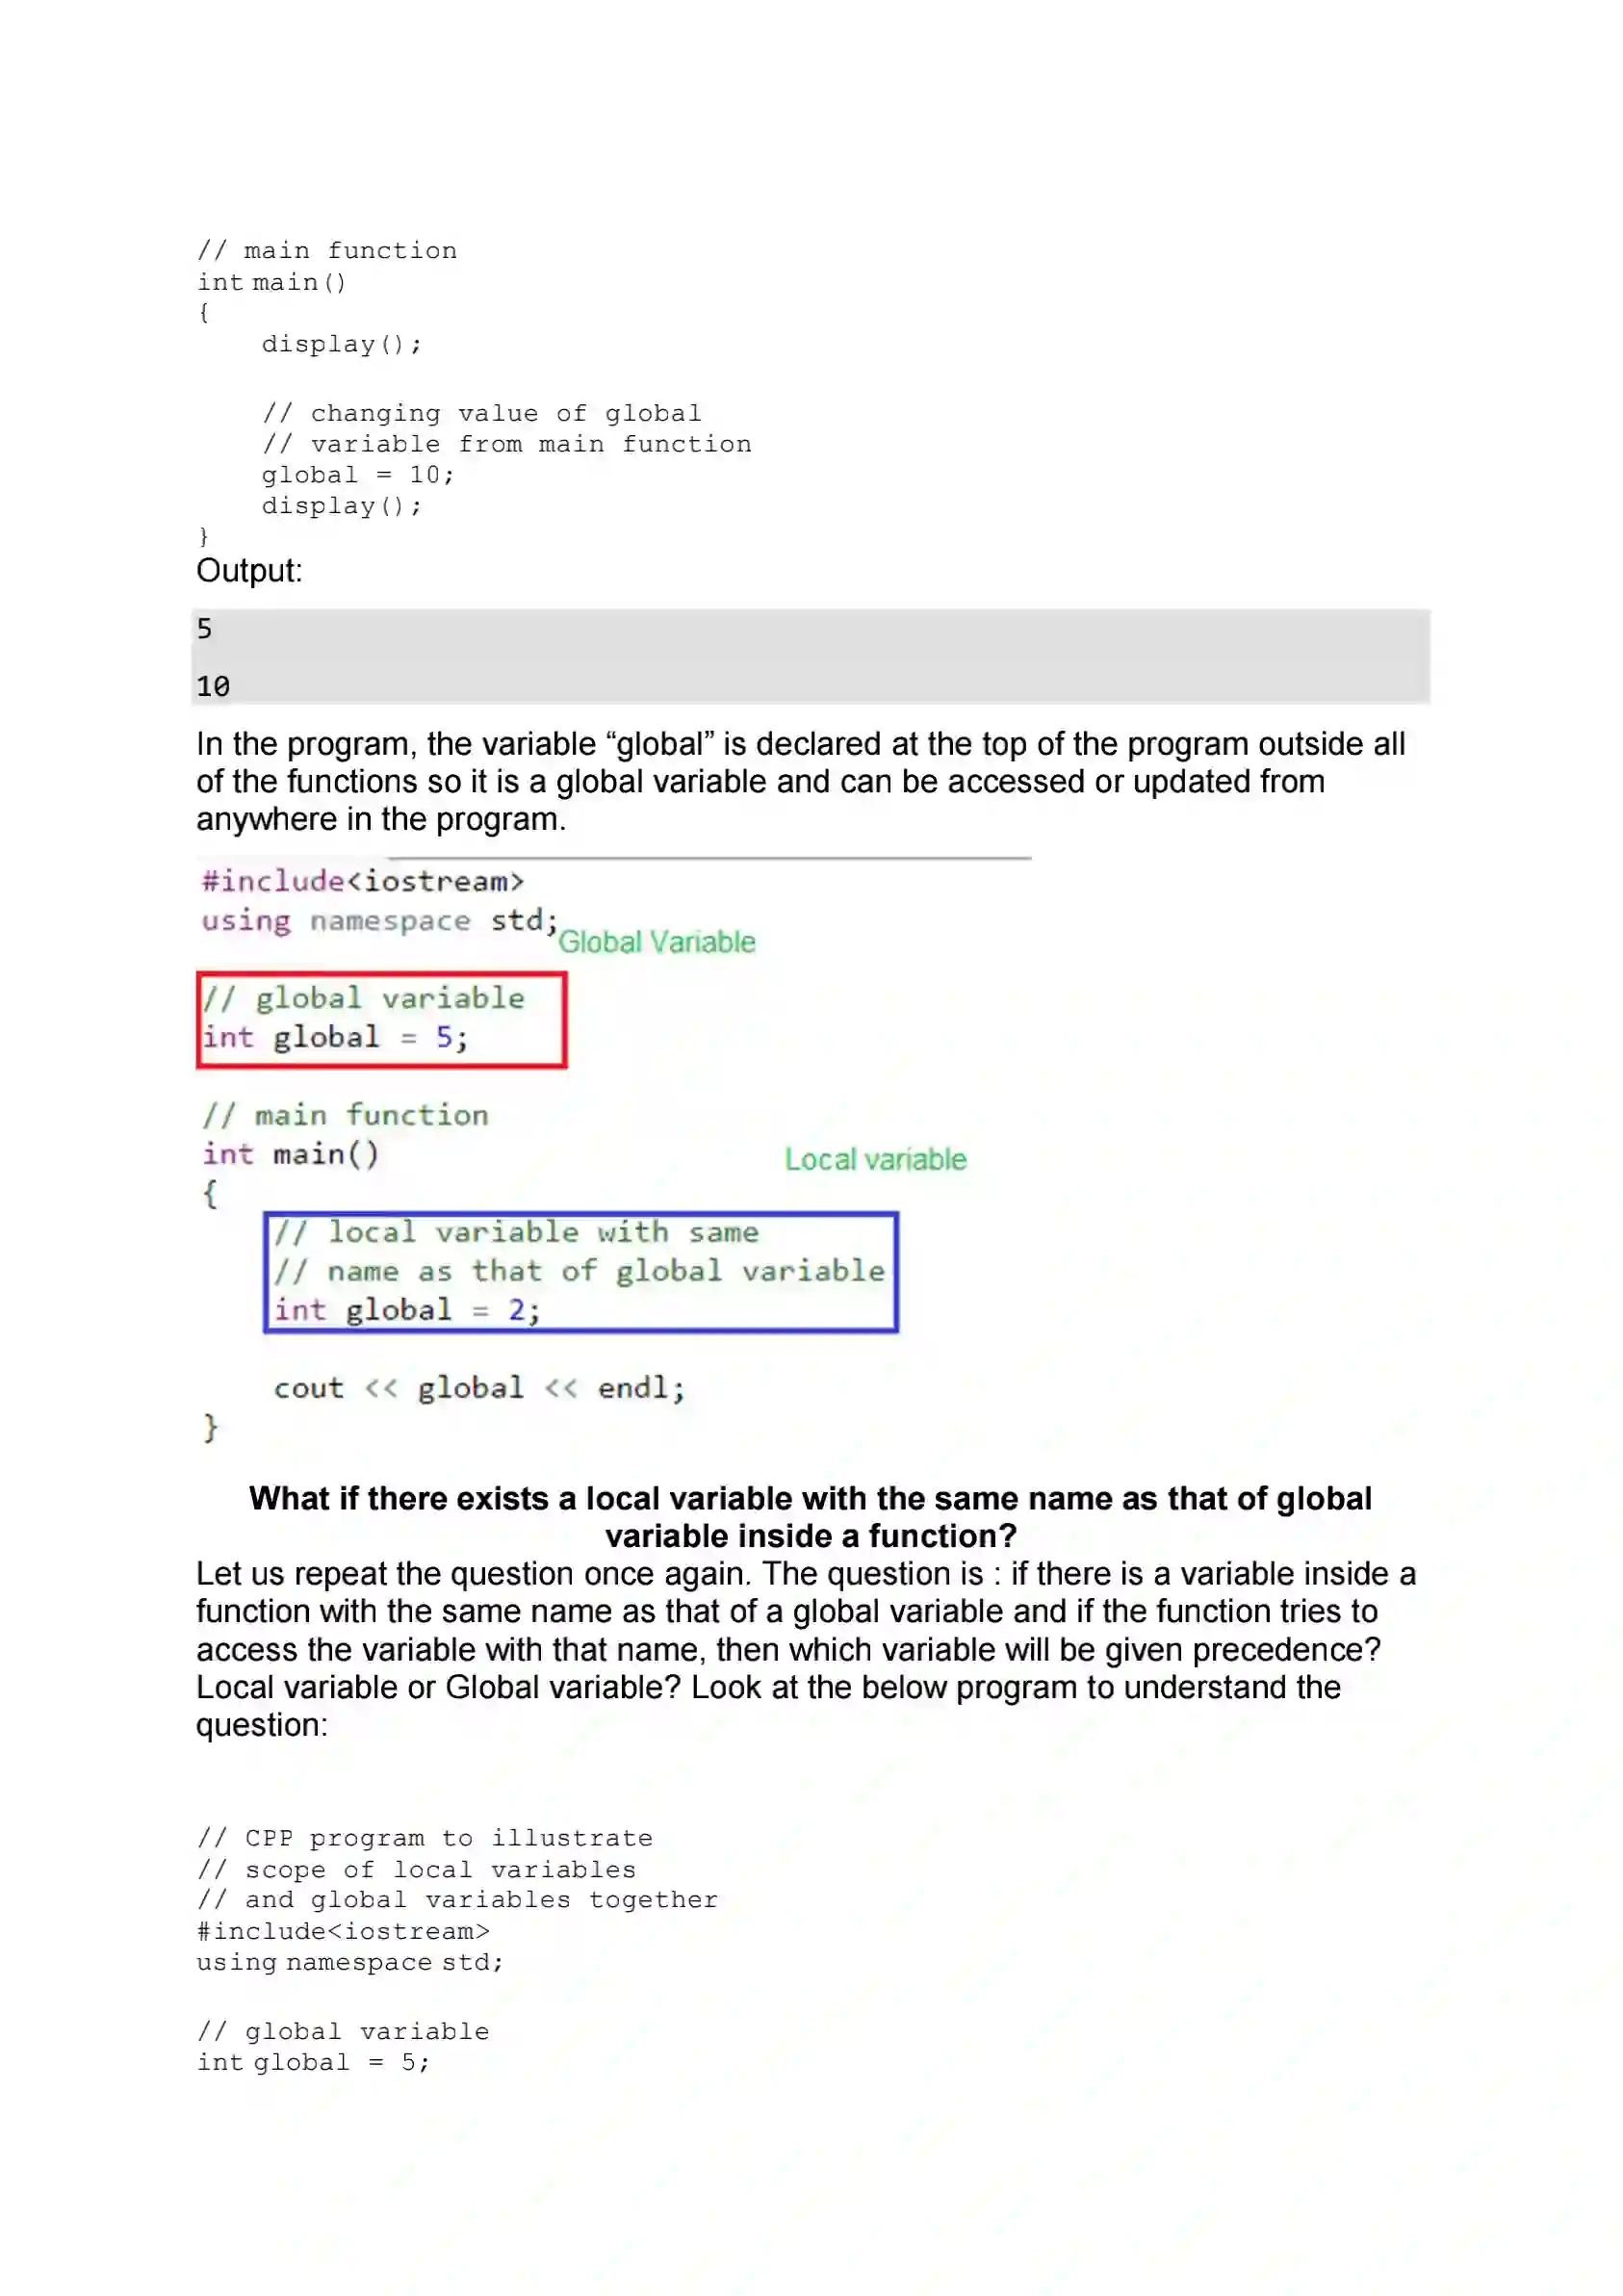 // main function
int main()
{
    display();

    // changing value of global
    // variable from main function
    global = 10;
    display();
}
Output:
5
10
In the program, the variable “global” is declared at the top of the program outside all
of the functions so it is a global variable and can be accessed or updated from
anywhere in the program.
#include<iostream>
using namespace std;
Global Variable
// global variable
int global = 5;
// main function
int main()
Local variable
{
    // local variable with same
    // name as that of global variable
    int global = 2;

    cout << global << endl;
}
What if there exists a local variable with the same name as that of global
variable inside a function?
Let us repeat the question once again. The question is : if there is a variable inside a
function with the same name as that of a global variable and if the function tries to
access the variable with that name, then which variable will be given precedence?
Local variable or Global variable? Look at the below program to understand the
question:
// CPP program to illustrate
// scope of local variables
// and global variables together
#include<iostream>
using namespace std;

// global variable
int global = 5;